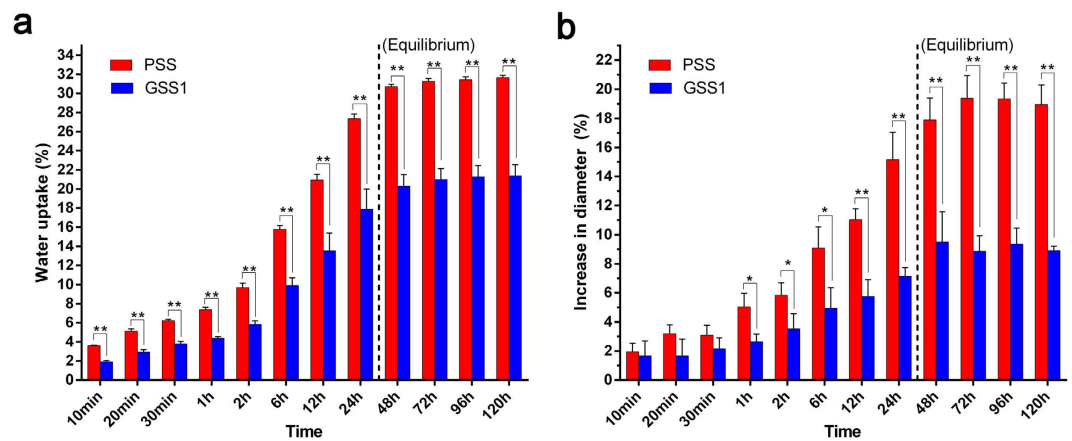 a
(Equilibrium)
PSS
GSS1
Water uptake (%)
34
32
30
28
26
24
22
20
18
16
14
12
10
8
6
4
2
0
** ** ** ** ** ** ** ** ** ** ** **
10min 20min 30min 1h 2h 6h 12h 24h 48h 72h 96h 120h
Time
b
(Equilibrium)
PSS
GSS1
Increase in diameter (%)
22
20
18
16
14
12
10
8
6
4
2
0
* * * ** ** ** ** ** **
10min 20min 30min 1h 2h 6h 12h 24h 48h 72h 96h 120h
Time